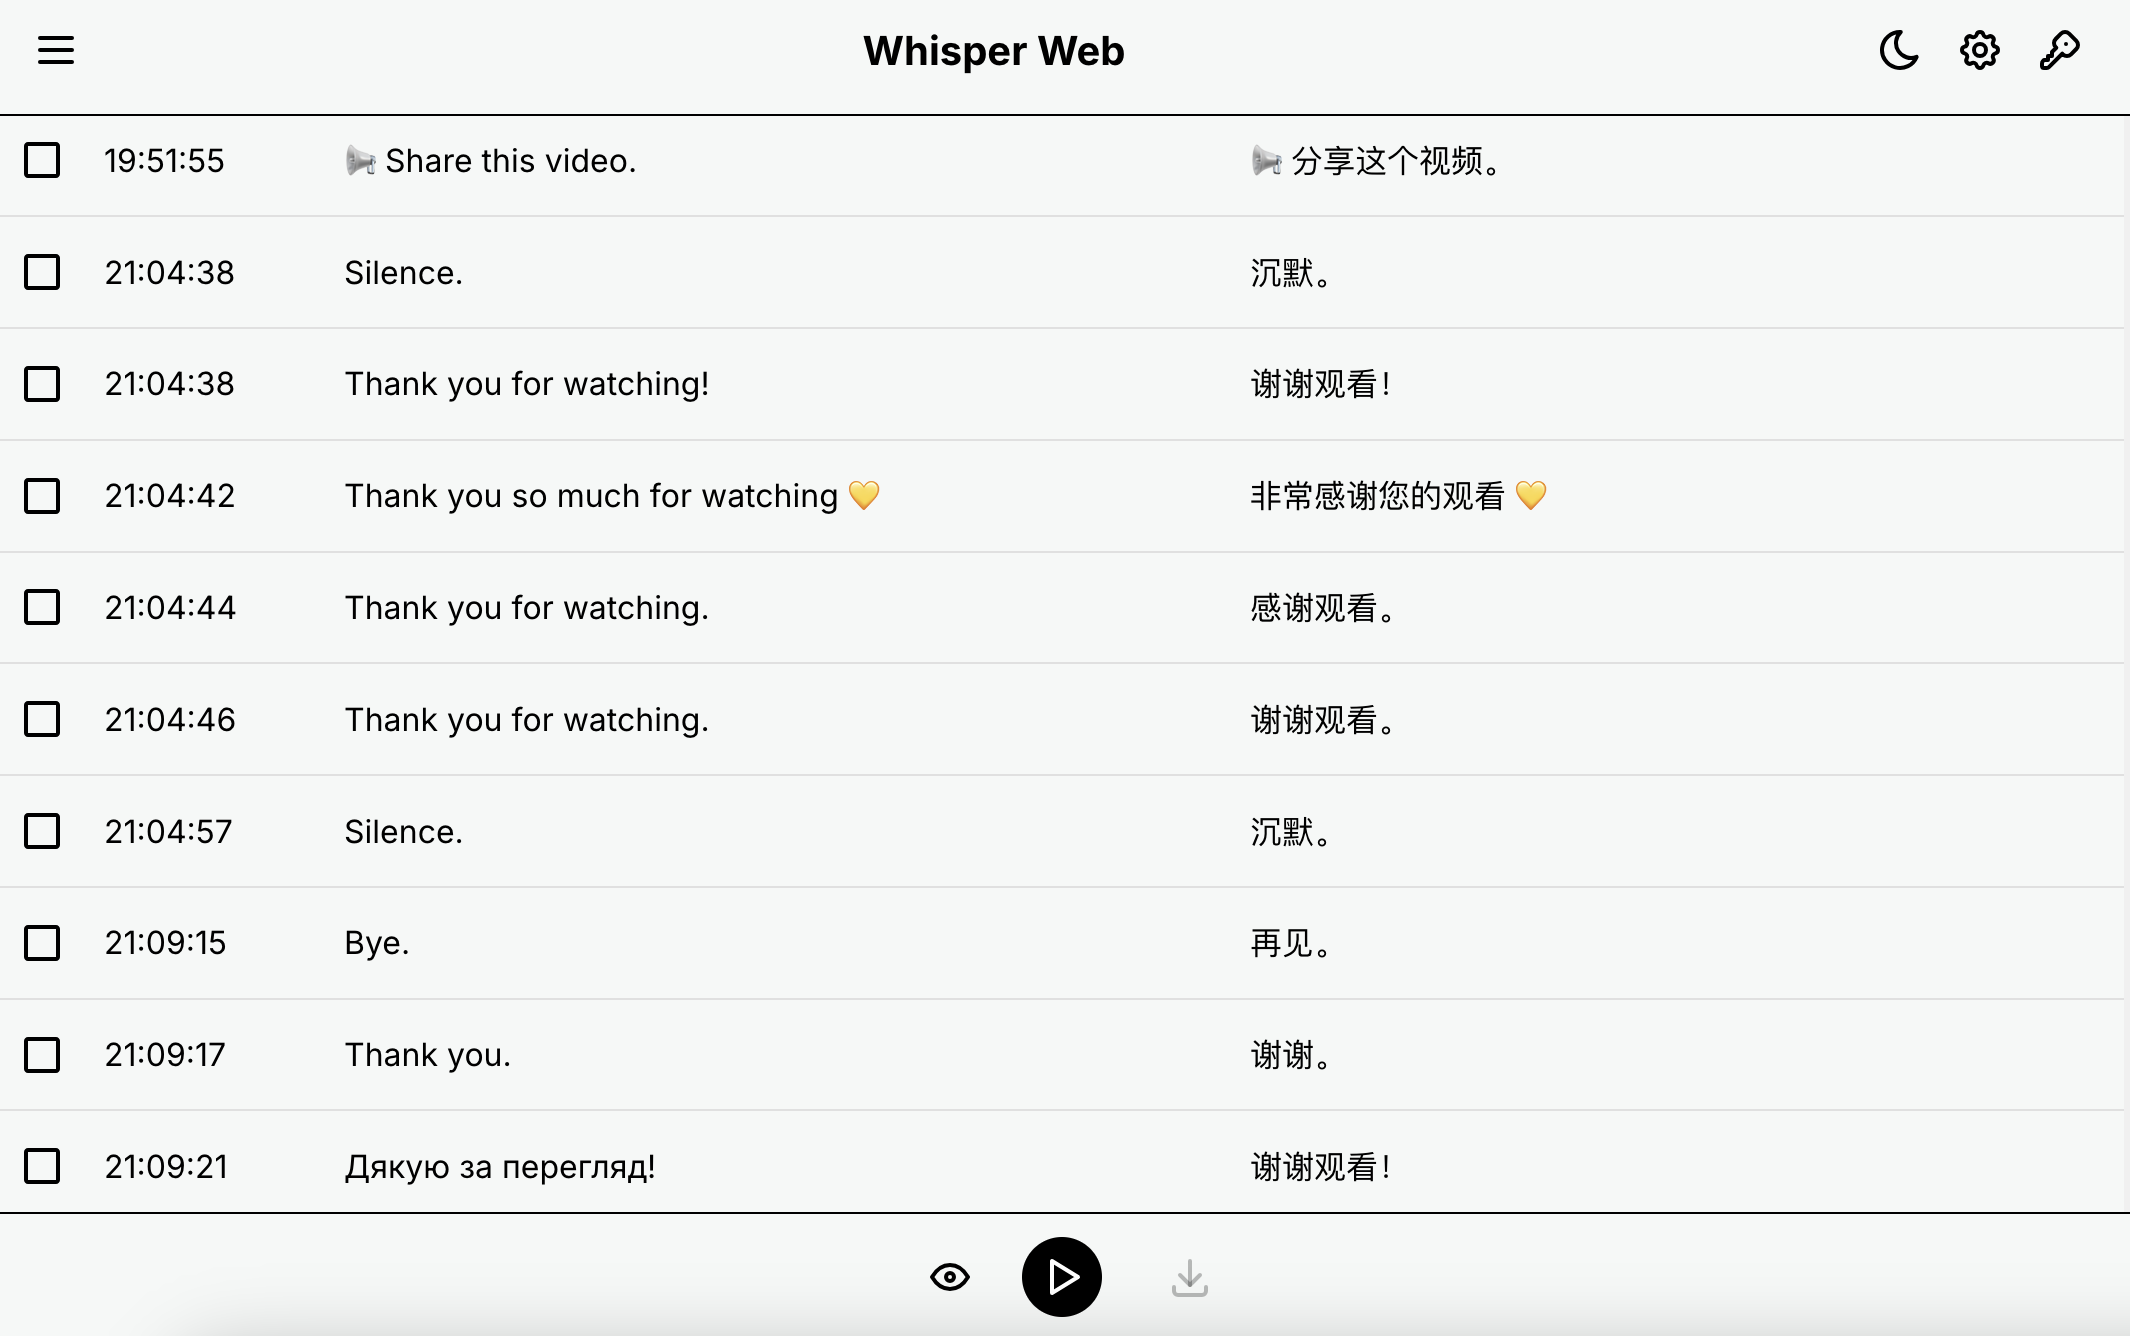 Whisper Web
19:51:55 📢 Share this video. 📢 分享这个视频。
21:04:38 Silence. 沉默。
21:04:38 Thank you for watching! 谢谢观看！
21:04:42 Thank you so much for watching 💛 非常感谢您的观看 💛
21:04:44 Thank you for watching. 感谢观看。
21:04:46 Thank you for watching. 谢谢观看。
21:04:57 Silence. 沉默。
21:09:15 Bye. 再见。
21:09:17 Thank you. 谢谢。
21:09:21 Дякую за перегляд! 谢谢观看！